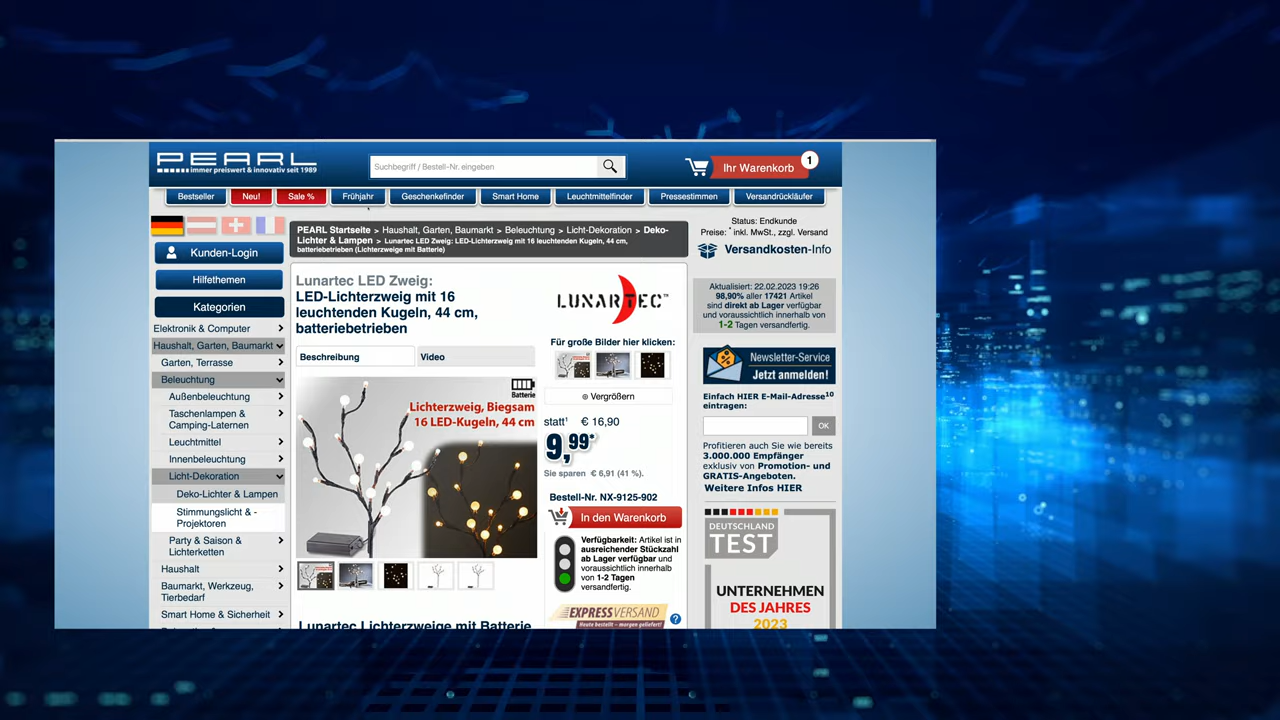 PEARL
immer preiswert & innovativ seit 1989
Suchbegriff / Bestell-Nr. eingeben
Ihr Warenkorb
1
Bestseller
Neu!
Sale %
Frühjahr
Geschenkefinder
Smart Home
Leuchtmittelfinder
Pressestimmen
Versandrückläufer
Kunden-Login
Hilfethemen
Kategorien
Elektronik & Computer
Haushalt, Garten, Baumarkt
Garten, Terrasse
Beleuchtung
Außenbeleuchtung
Taschenlampen &
Camping-Laternen
Leuchtmittel
Innenbeleuchtung
Licht-Dekoration
Deko-Lichter & Lampen
Stimmungslicht & -
Projektoren
Party & Saison &
Lichterketten
Haushalt
Baumarkt, Werkzeug,
Tierbedarf
Smart Home & Sicherheit
PEARL Startseite > Haushalt, Garten, Baumarkt > Beleuchtung > Licht-Dekoration > Deko-
Lichter & Lampen > Lunartec LED Zweig: LED-Lichterzweig mit 16 leuchtenden Kugeln, 44 cm,
batteriebetrieben (Lichterzweige mit Batterie)
Lunartec LED Zweig:
LED-Lichterzweig mit 16
leuchtenden Kugeln, 44 cm,
batteriebetrieben
Beschreibung
Video
Batterie
Lichterzweig, Biegsam
16 LED-Kugeln, 44 cm
Lunartec Lichterzweige mit Batterie
LUNARTEC™
Für große Bilder hier klicken:
Vergrößern
statt¹ € 16,90
9,99*
Sie sparen € 6,91 (41 %).
Bestell-Nr. NX-9125-902
In den Warenkorb
Verfügbarkeit: Artikel ist in
ausreichender Stückzahl
ab Lager verfügbar und
voraussichtlich innerhalb
von 1-2 Tagen
versandfertig.
EXPRESSVERSAND
Heute bestellt – morgen geliefert!
?
Status: Endkunde
Preise: * inkl. MwSt., zzgl. Versand
Versandkosten-Info
Aktualisiert: 22.02.2023 19:26
98,90% aller 17421 Artikel
sind direkt ab Lager verfügbar
und voraussichtlich innerhalb von
1-2 Tagen versandfertig.
%
Newsletter-Service
Jetzt anmelden!
Einfach HIER E-Mail-Adresse¹⁰
eintragen:
OK
Profitieren auch Sie wie bereits
3.000.000 Empfänger
exklusiv von Promotion- und
GRATIS-Angeboten.
Weitere Infos HIER
DEUTSCHLAND
TEST
UNTERNEHMEN
DES JAHRES
2023